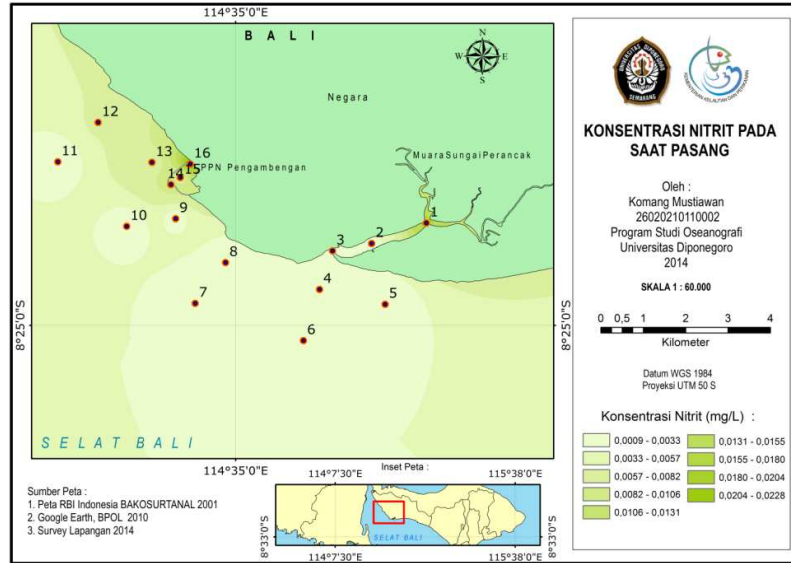 114°35'0"E
B A L I
N
W E
S
Negara
12
11
13
16
PPN Pengambengan
15
14
MuaraSungaiPerancak
10
9
1
2
3
8
4
7
5
6
8°25'0"S
8°25'0"S
SELAT BALI
114°35'0"E
Sumber Peta :
1. Peta RBI Indonesia BAKOSURTANAL 2001
2. Google Earth, BPOL 2010
3. Survey Lapangan 2014
Inset Peta :
114°7'30"E
115°38'0"E
8°33'0"S
8°33'0"S
SELAT BALI
114°7'30"E
115°38'0"E
UNIVERSITAS DIPONEGORO
SEMARANG
KEMENTERIAN KELAUTAN DAN PERIKANAN
KONSENTRASI NITRIT PADA
SAAT PASANG
Oleh :
Komang Mustiawan
26020210110002
Program Studi Oseanografi
Universitas Diponegoro
2014
SKALA 1 : 60.000
0 0,5 1 2 3 4
Kilometer
Datum WGS 1984
Proyeksi UTM 50 S
Konsentrasi Nitrit (mg/L) :
0,0009 - 0,0033
0,0033 - 0,0057
0,0057 - 0,0082
0,0082 - 0,0106
0,0106 - 0,0131
0,0131 - 0,0155
0,0155 - 0,0180
0,0180 - 0,0204
0,0204 - 0,0228